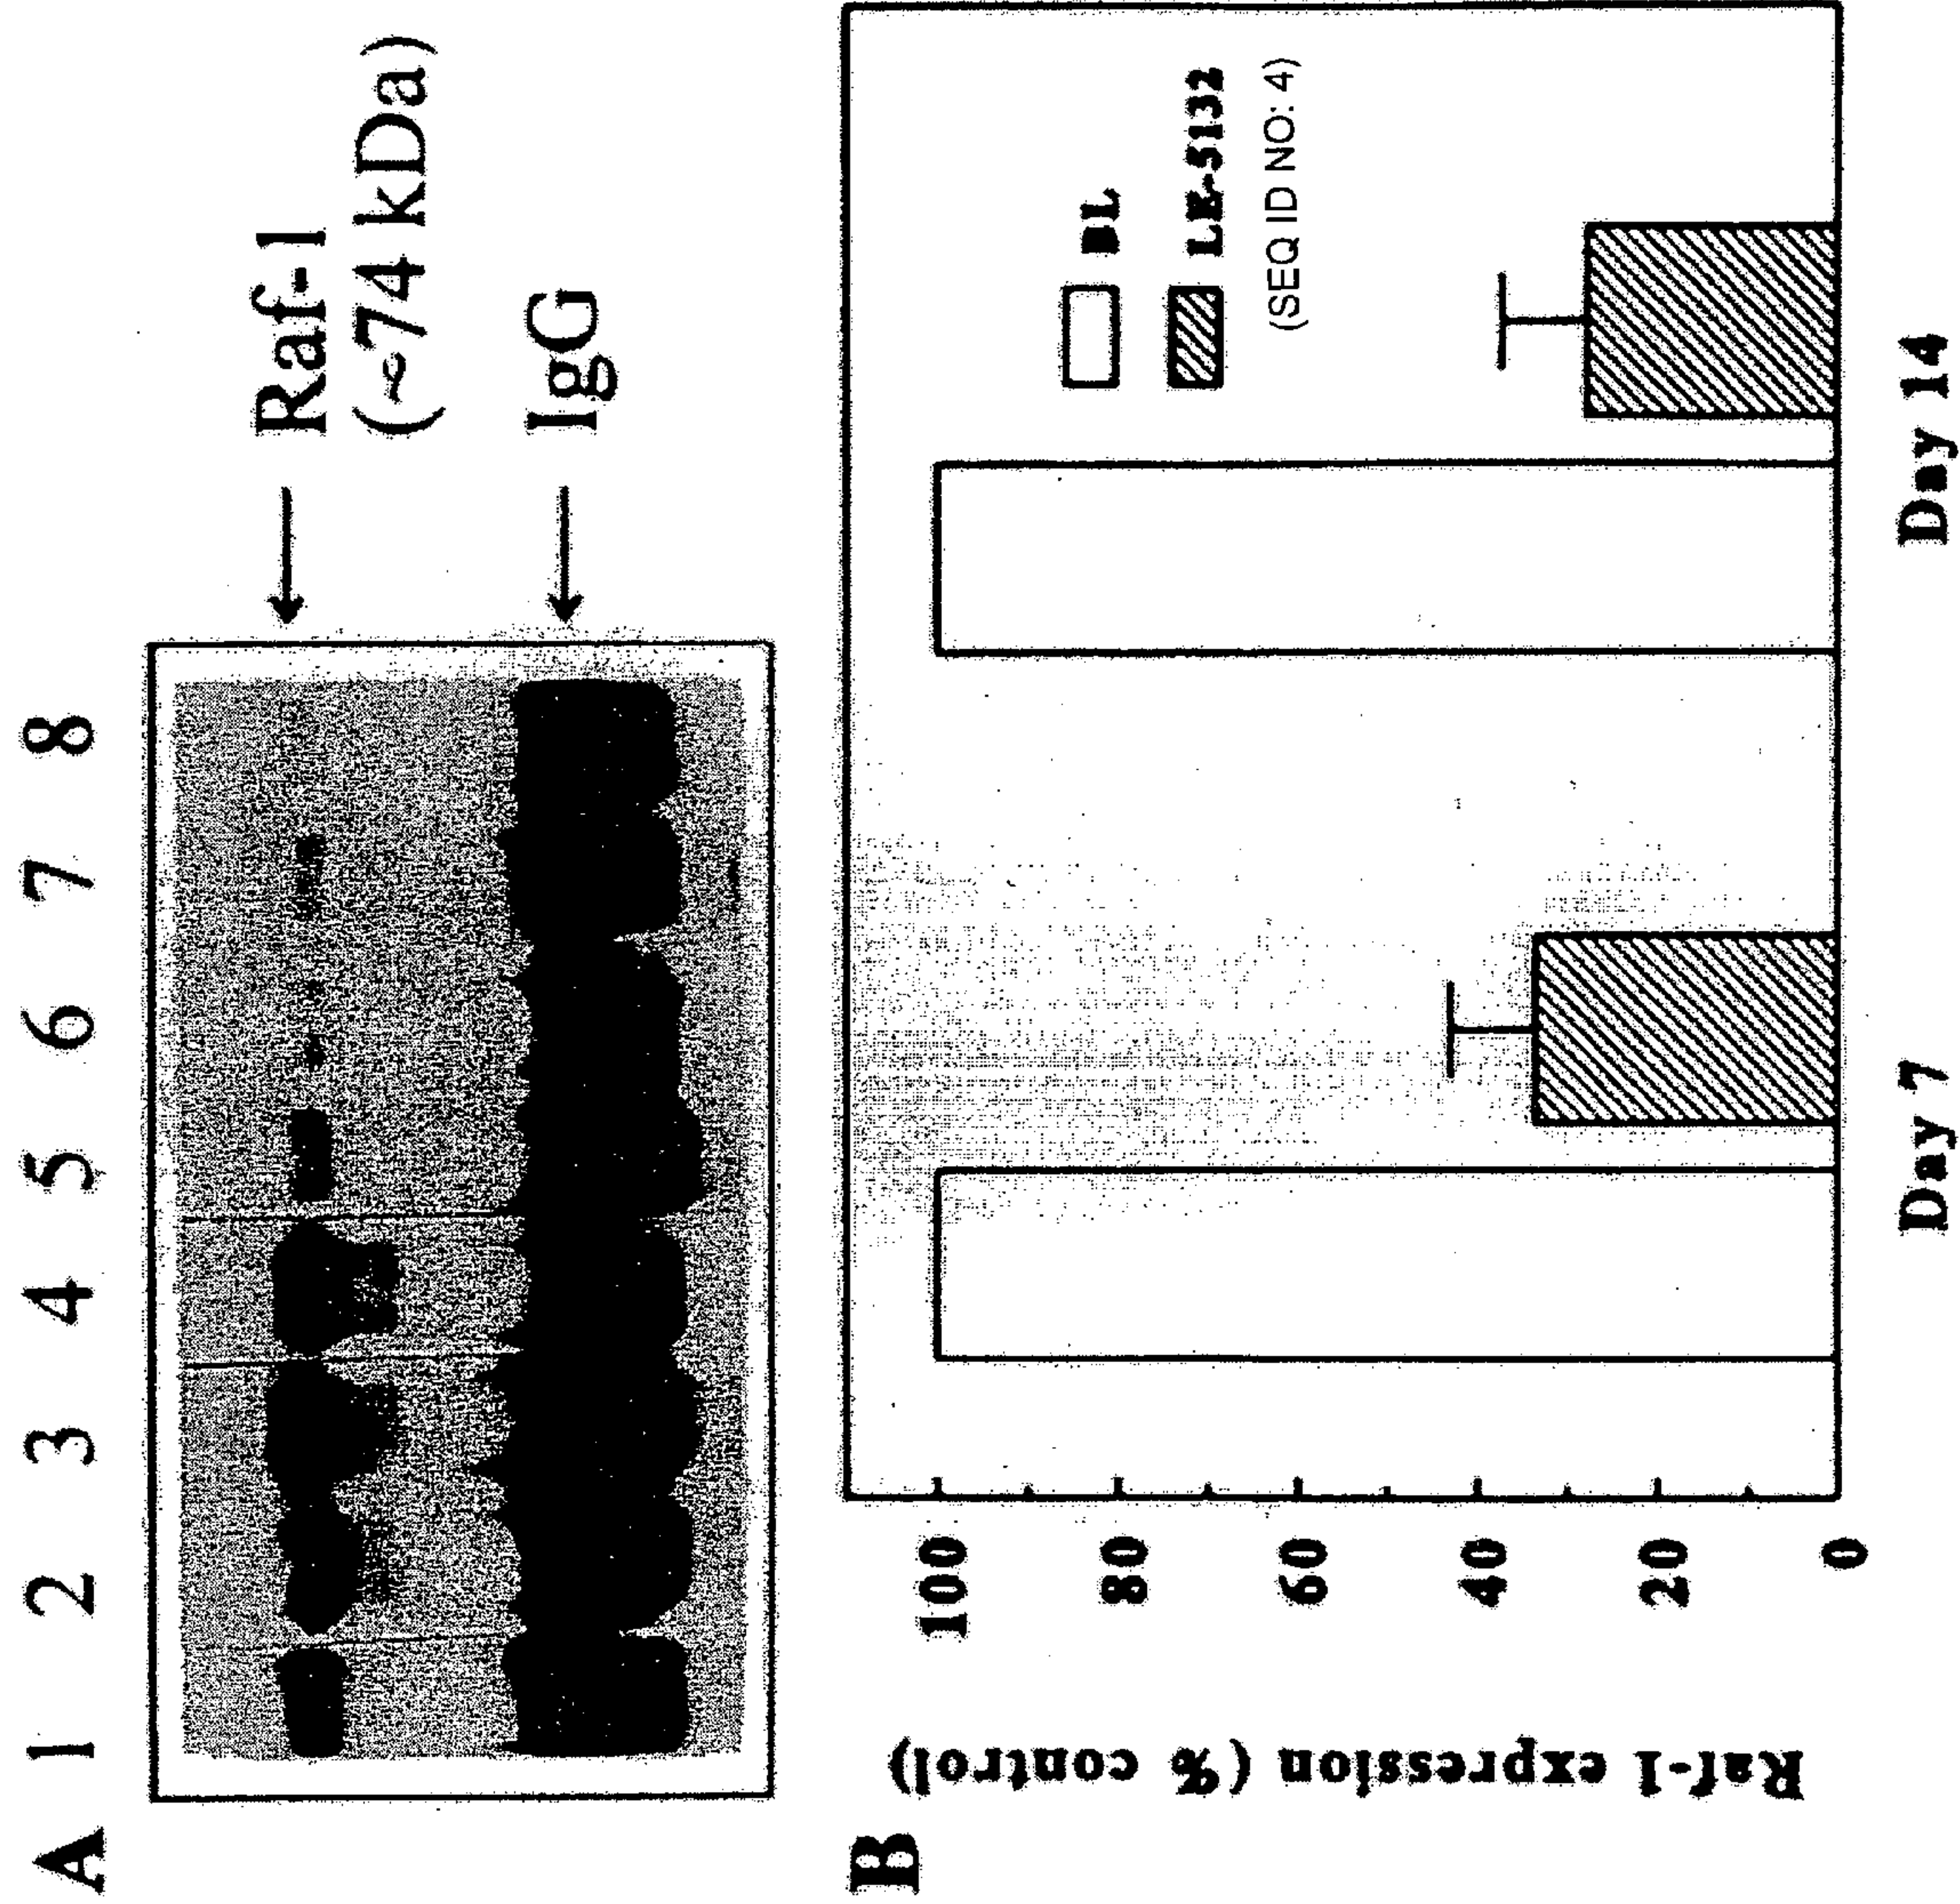 A
1 2 3 4 5 6 7 8
Raf-1
(~74 kDa)
IgG
B
Raf-1 expression (% control)
100
80
60
40
20
0
BL
LE-5132
(SEQ ID NO: 4)
Day 7
Day 14